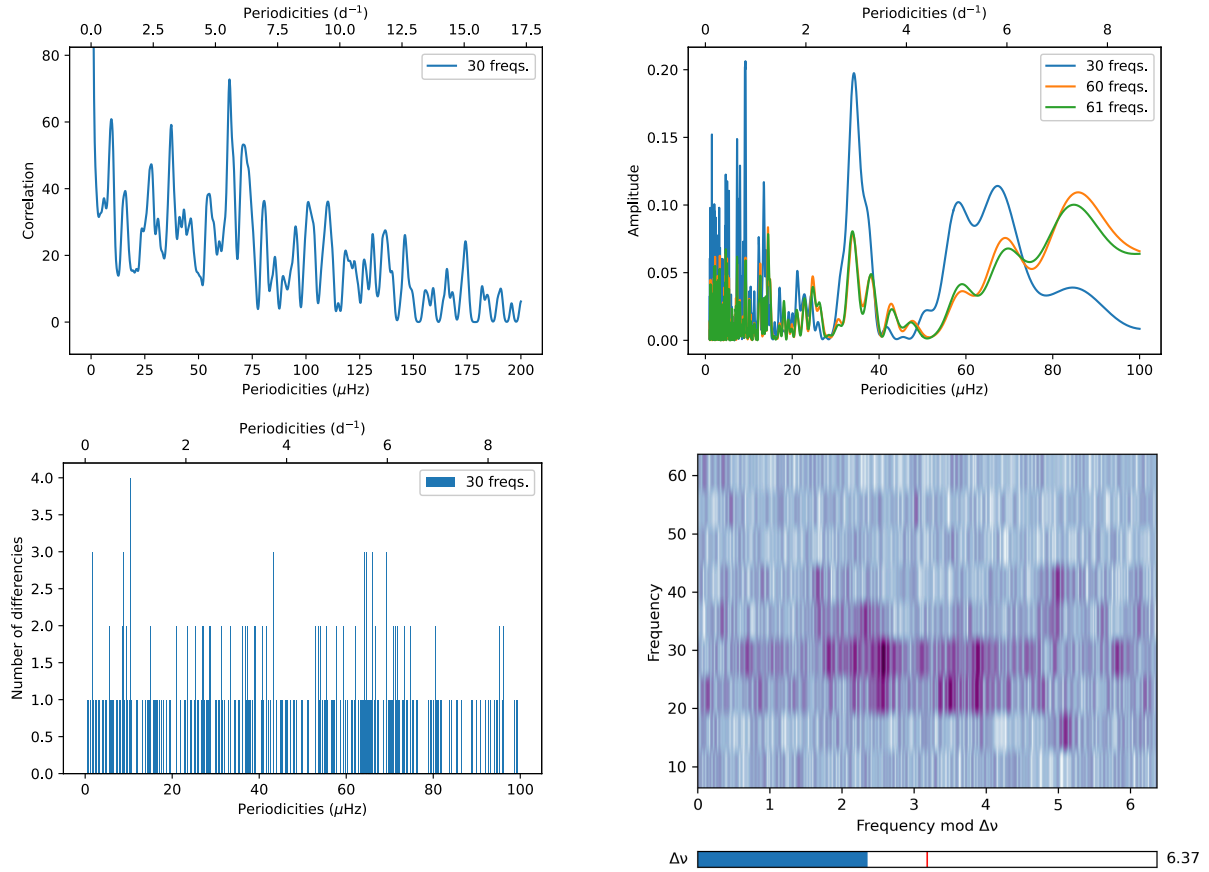 Periodicities (d⁻¹)
0.0 2.5 5.0 7.5 10.0 12.5 15.0 17.5
80
60
40
20
0
Correlation
30 freqs.
0 25 50 75 100 125 150 175 200
Periodicities (μHz)
Periodicities (d⁻¹)
0 2 4 6 8
0.20
0.15
0.10
0.05
0.00
Amplitude
30 freqs.
60 freqs.
61 freqs.
0 20 40 60 80 100
Periodicities (μHz)
Periodicities (d⁻¹)
0 2 4 6 8
4.0
3.5
3.0
2.5
2.0
1.5
1.0
0.5
0.0
Number of differencies
30 freqs.
0 20 40 60 80 100
Periodicities (μHz)
60
50
40
30
20
10
Frequency
0 1 2 3 4 5 6
Frequency mod Δν
Δν 6.37